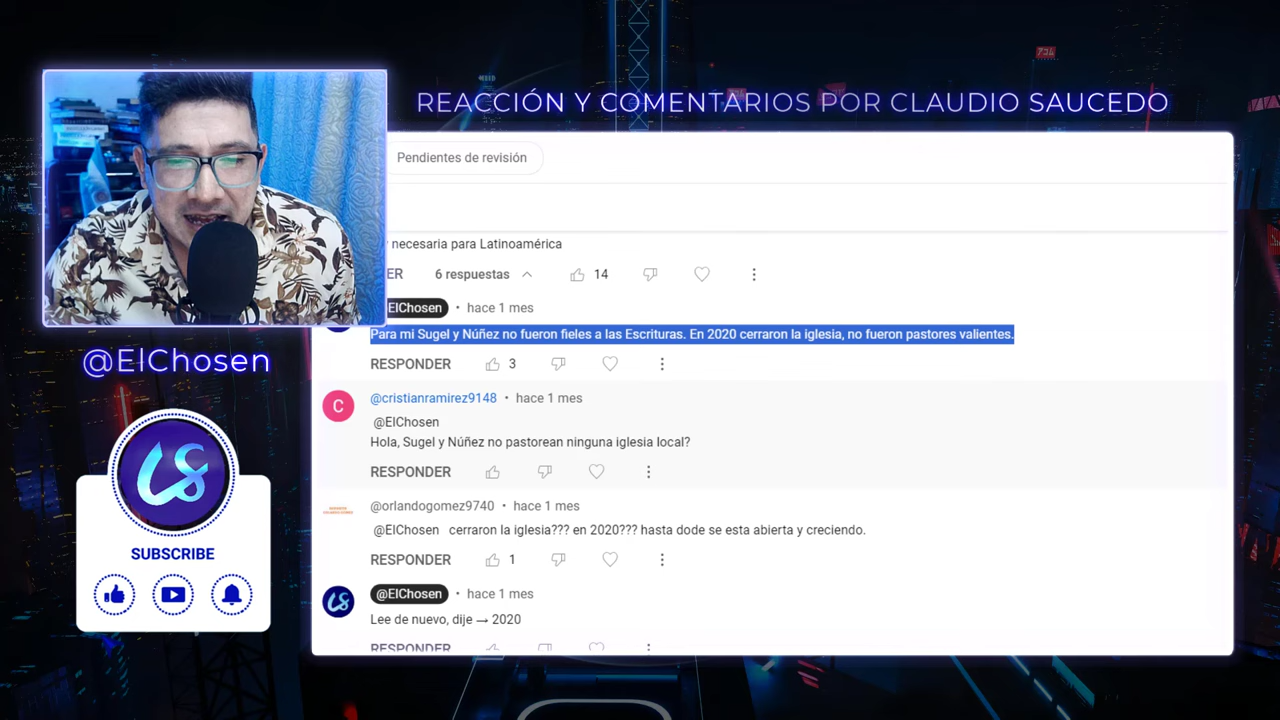 REACCIÓN Y COMENTARIOS POR CLAUDIO SAUCEDO
Pendientes de revisión
necesaria para Latinoamérica
ER 6 respuestas 14
ElChosen • hace 1 mes
Para mi Sugel y Núñez no fueron fieles a las Escrituras. En 2020 cerraron la iglesia, no fueron pastores valientes.
RESPONDER 3
@ElChosen
C @cristianramirez9148 • hace 1 mes
@ElChosen
Hola, Sugel y Núñez no pastorean ninguna iglesia local?
RESPONDER
@orlandogomez9740 • hace 1 mes
@ElChosen cerraron la iglesia??? en 2020??? hasta dode se esta abierta y creciendo.
RESPONDER 1
SUBSCRIBE
@ElChosen • hace 1 mes
Lee de nuevo, dije → 2020
RESPONDER